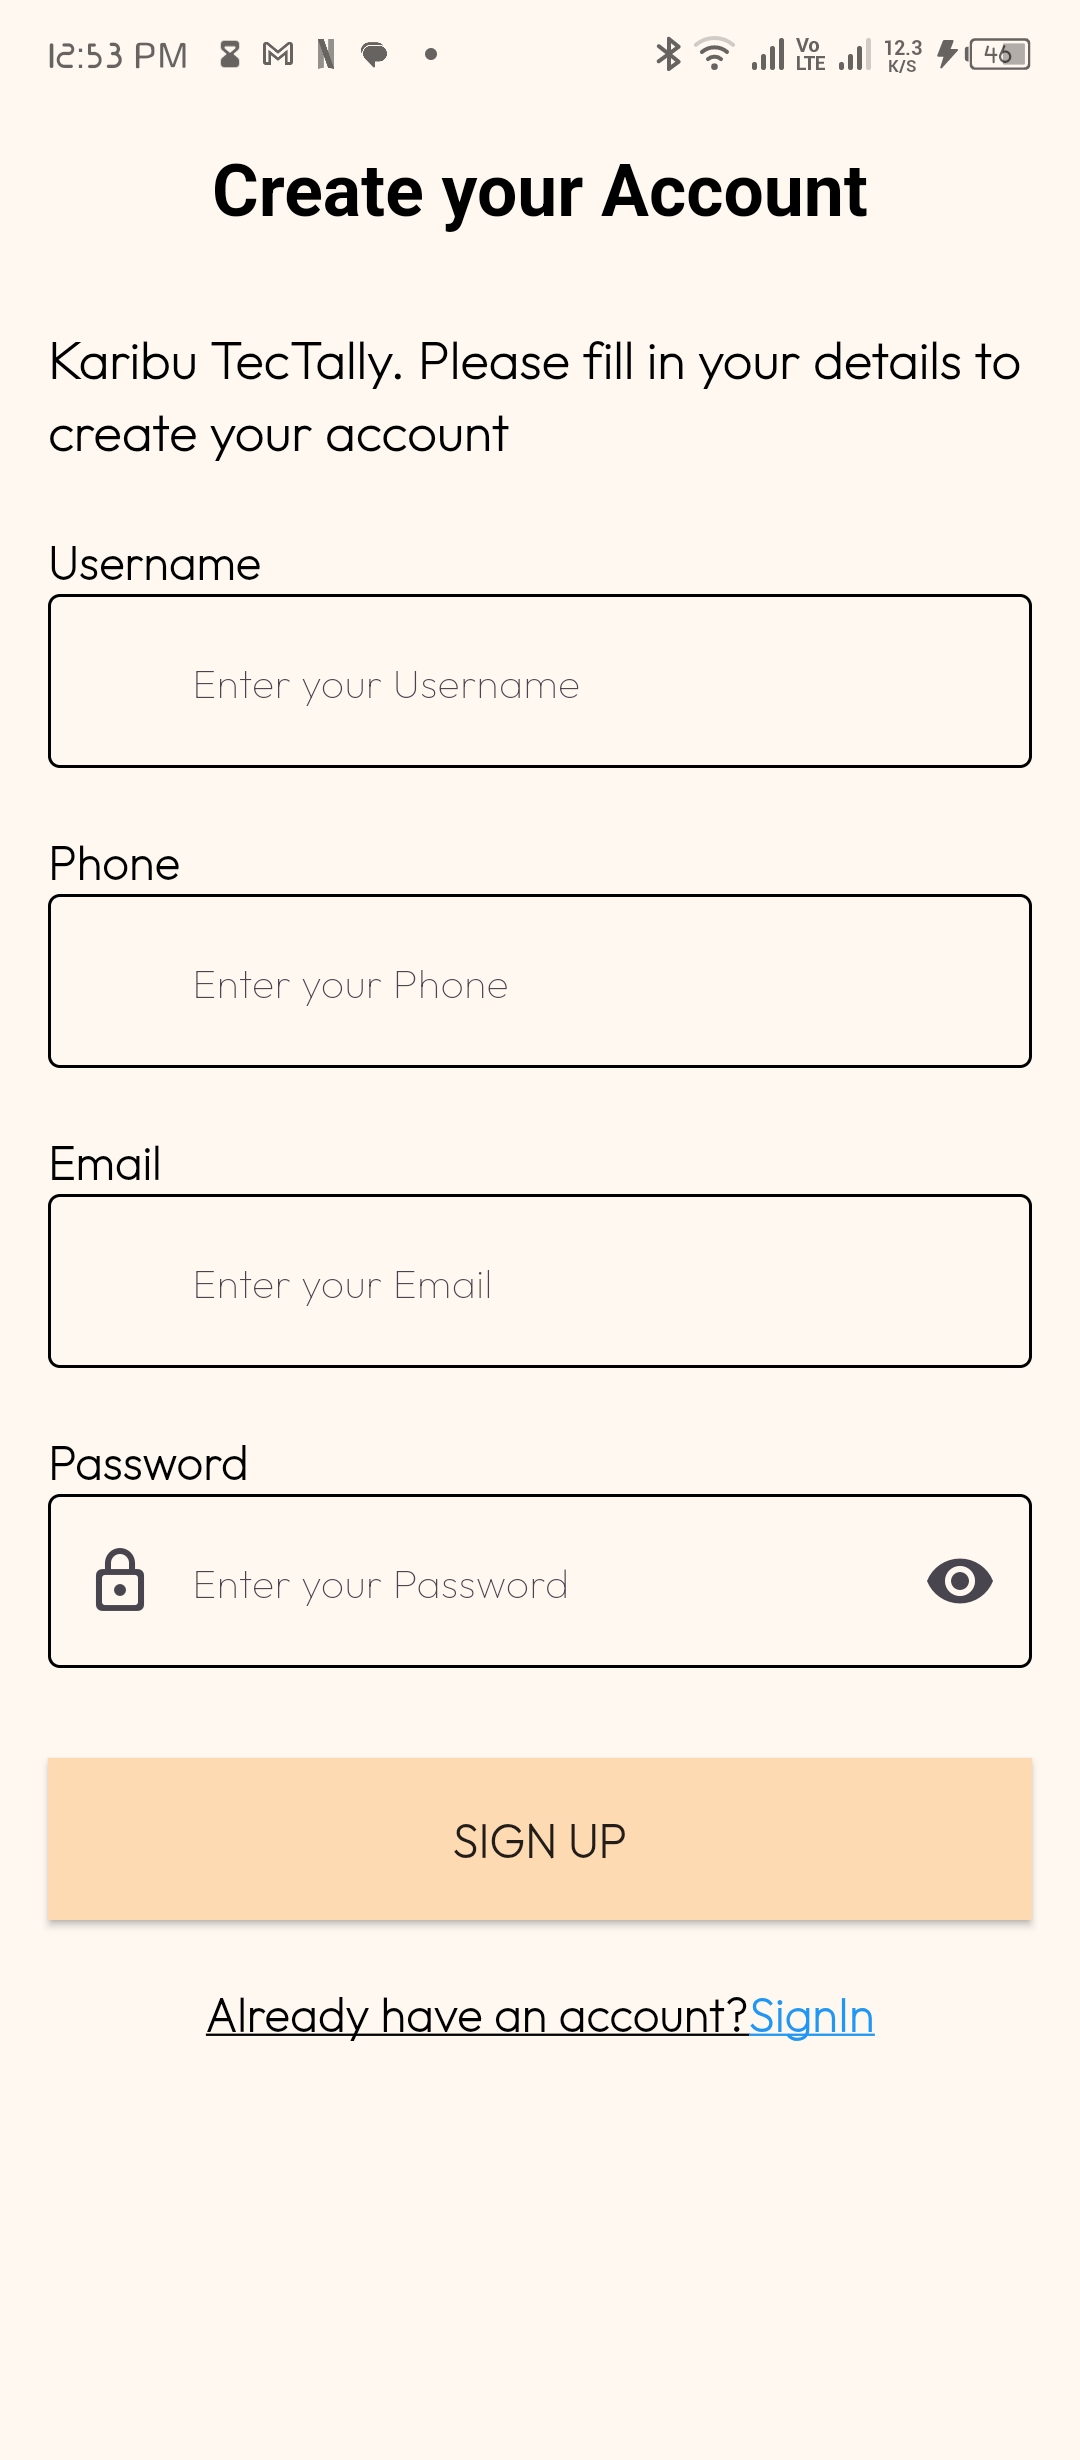 12:53 PM
Vo
LTE
12.3
K/S
46
Create your Account
Karibu TecTally. Please fill in your details to
create your account
Username
Enter your Username
Phone
Enter your Phone
Email
Enter your Email
Password
Enter your Password
SIGN UP
Already have an account?SignIn